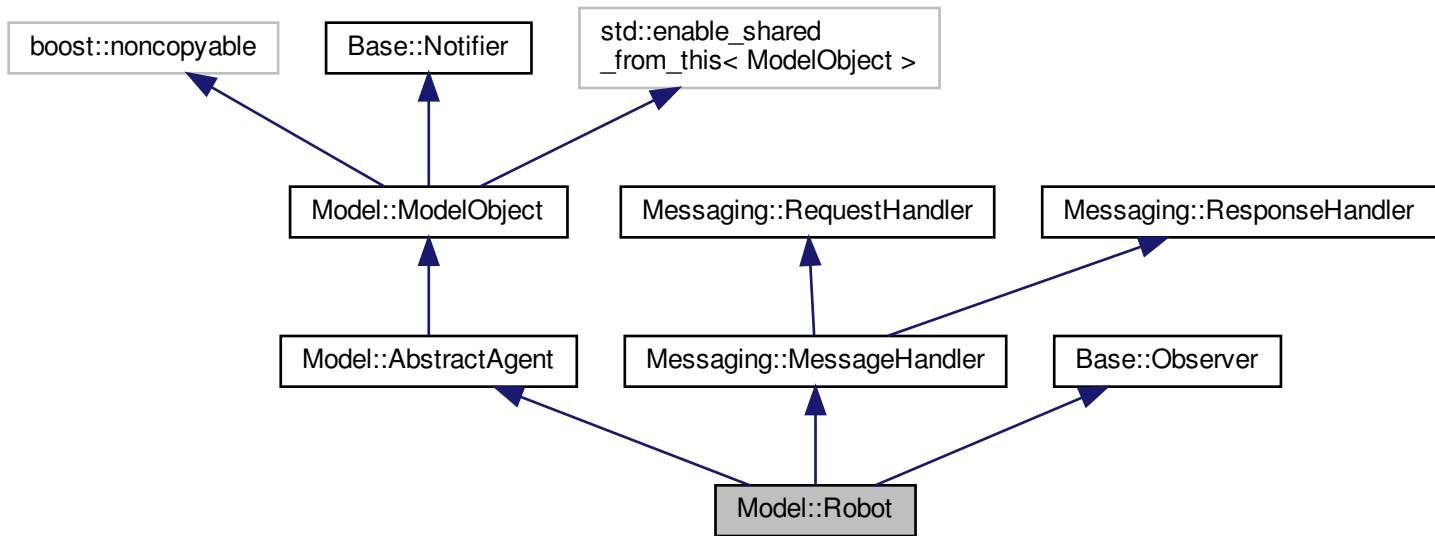 boost::noncopyable
Base::Notifier
std::enable_shared
_from_this< ModelObject >
Model::ModelObject
Messaging::RequestHandler
Messaging::ResponseHandler
Model::AbstractAgent
Messaging::MessageHandler
Base::Observer
Model::Robot